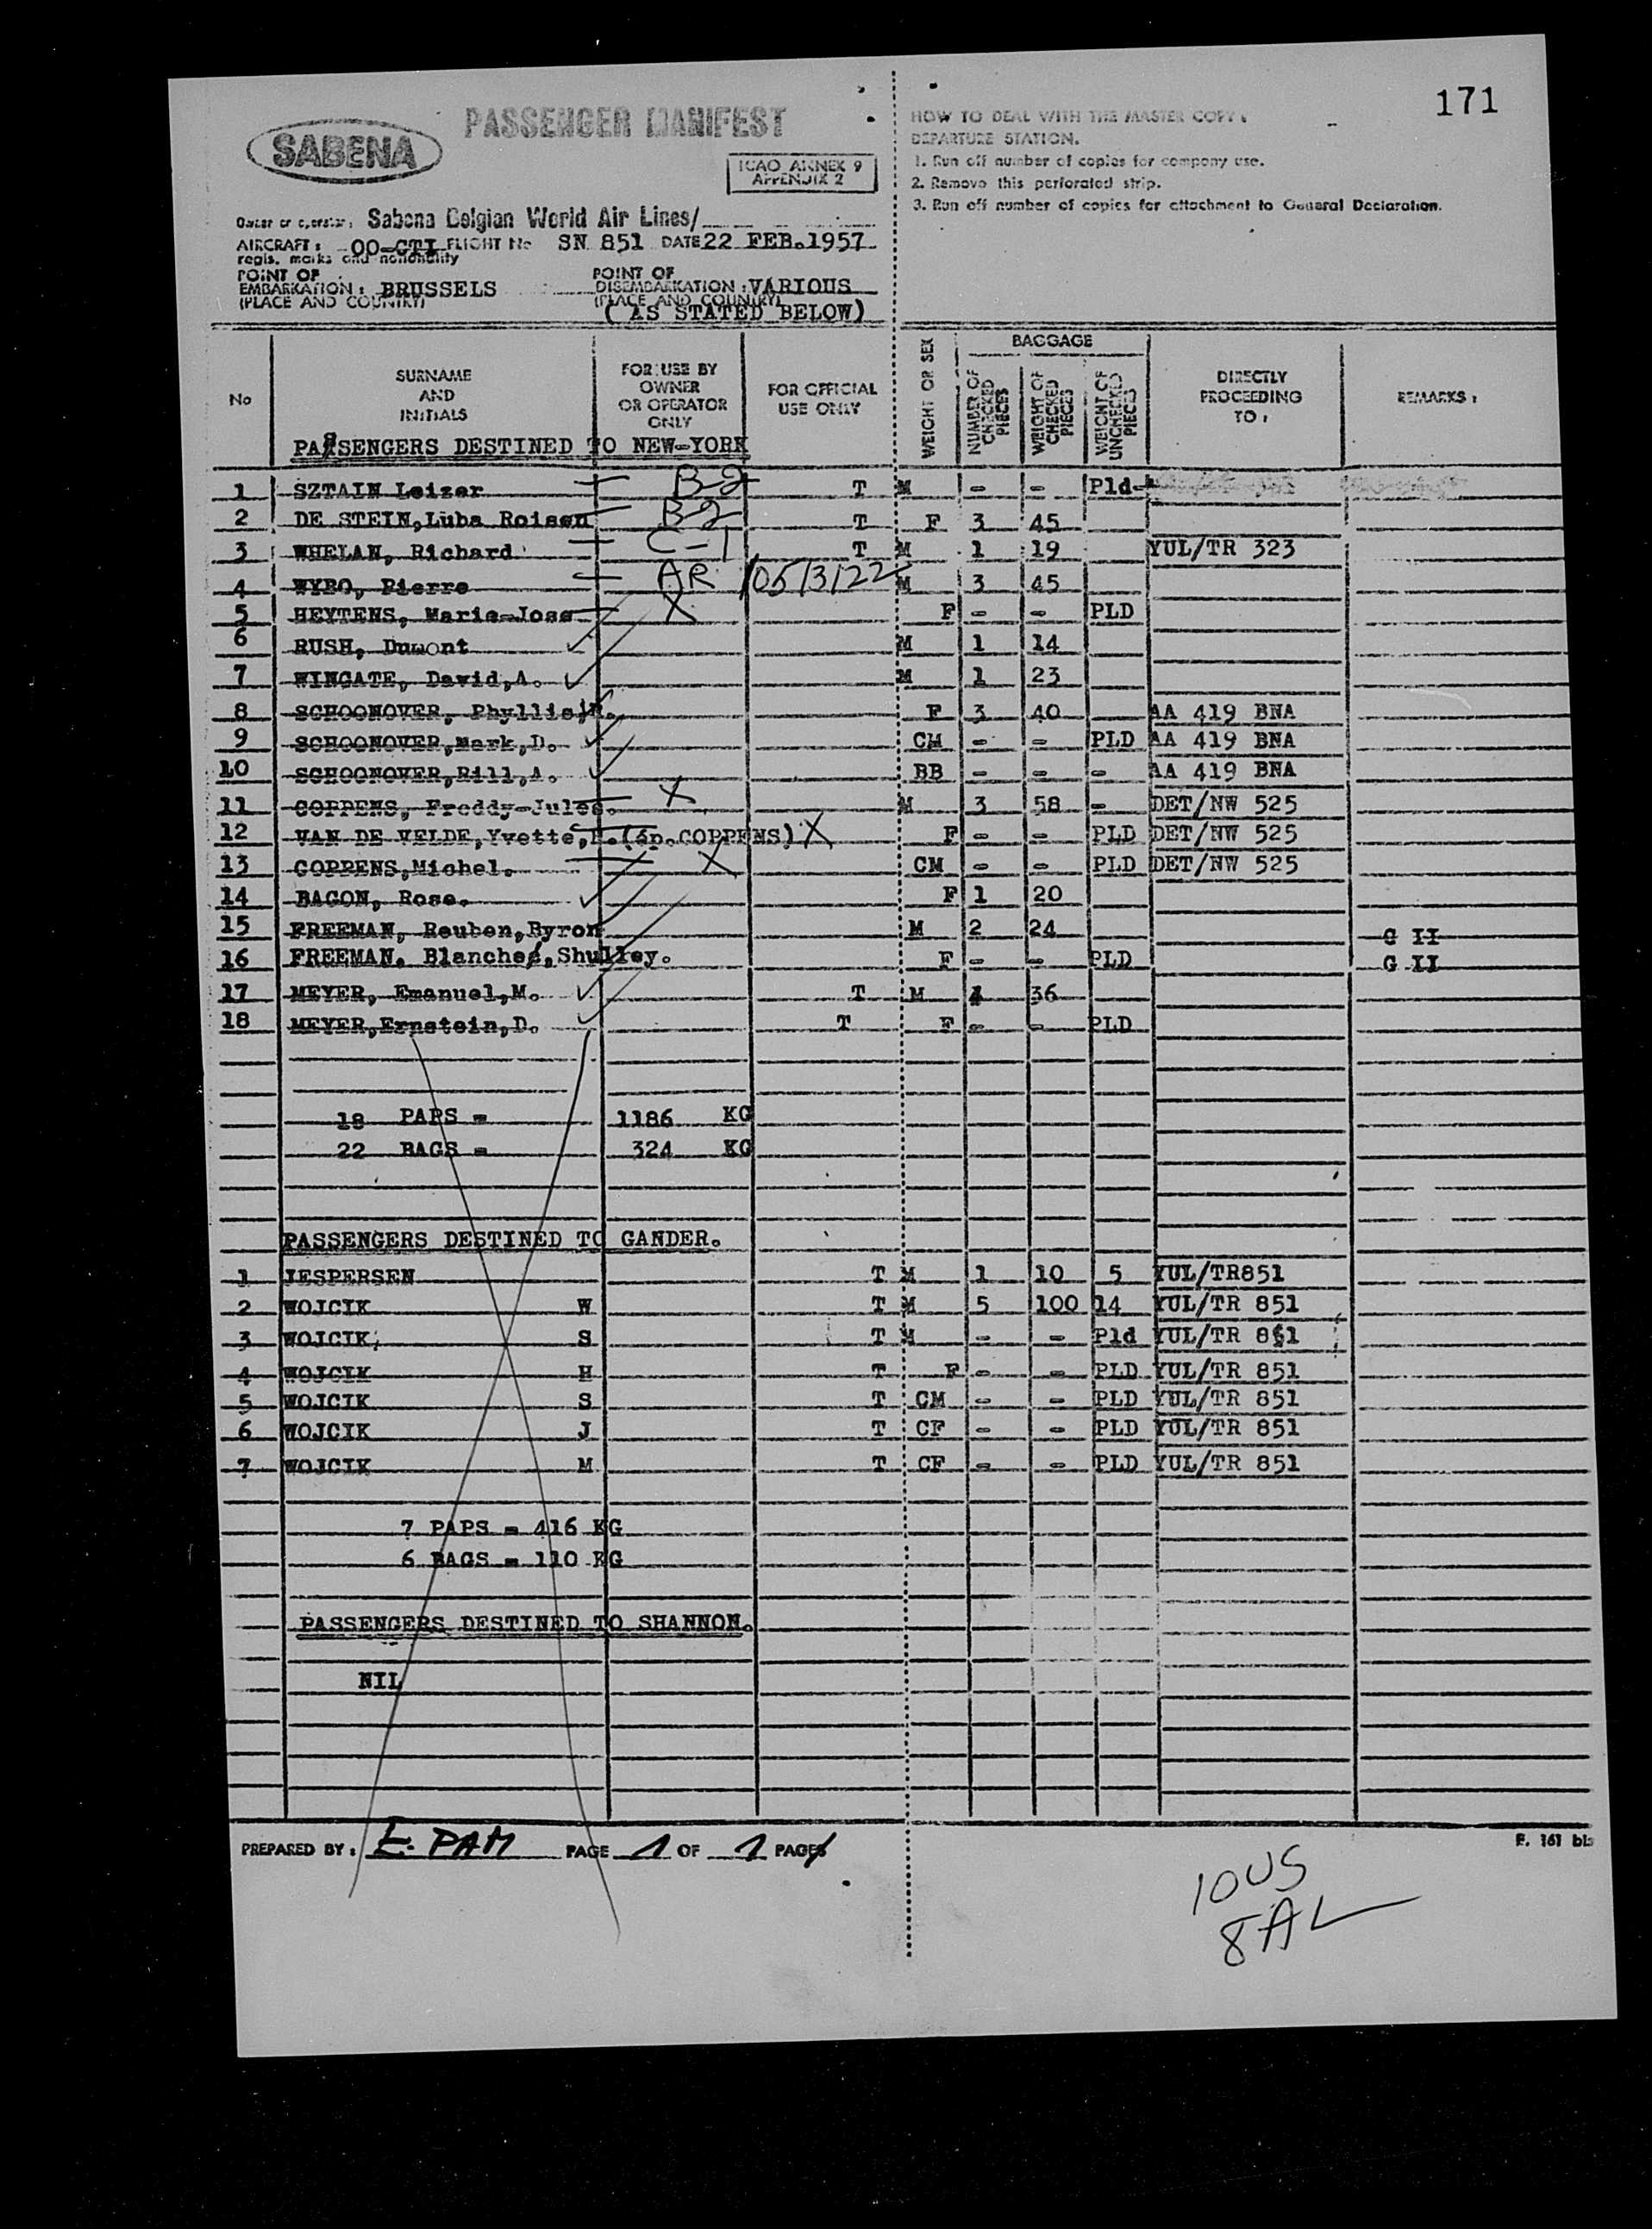 171
PASSENGER MANIFEST
SABENA
ICAO ANNEX 9
APPENDIX 2
HOW TO DEAL WITH THE MASTER COPY :
DEPARTURE STATION.
1. Run off number of copies for company use.
2. Remove this perforated strip.
3. Run off number of copies for attachment to General Declaration.
Owner or operator: Sabena Belgian World Air Lines/
AIRCRAFT : OO-CTI FLIGHT No SN 851 DATE 22 FEB.1957
regis. marks and nationality
POINT OF EMBARKATION : BRUSSELS
(PLACE AND COUNTRY)
POINT OF DISEMBARKATION : VARIOUS
(PLACE AND COUNTRY)
( AS STATED BELOW)
No SURNAME AND INITIALS FOR USE BY OWNER OR OPERATOR ONLY FOR OFFICIAL USE ONLY WEIGHT OR SEX BAGGAGE NUMBER OF CHECKED PIECES WEIGHT OF CHECKED PIECES WEIGHT OF UNCHECKED PIECES DIRECTLY PROCEEDING TO : REMARKS :
PASSENGERS DESTINED TO NEW-YORK
1 SZTAIN Leizer B-2 T M - - Pld-
2 DE STEIN,Luba Roisen B-2 T F 3 45
3 WHELAN, Richard C-1 T M 1 19 YUL/TR 323
4 WYBO, Pierre AR 105/3/22 M 3 45
5 HEYTENS, Marie-Jose X F - - PLD
6 RUSH, Dumont M 1 14
7 WINGATE, David,A. M 1 23
8 SCHOONOVER, Phyllis, F 3 40 AA 419 BNA
9 SCHOONOVER,Mark,D. CM - - PLD AA 419 BNA
10 SCHOONOVER,Bill,A. BB - - - AA 419 BNA
11 COPPENS, Freddy-Jules. X M 3 58 - DET/NW 525
12 VAN DE VELDE,Yvette, (ép.COPPENS) X F - - PLD DET/NW 525
13 COPPENS,Michel. X CM - - PLD DET/NW 525
14 BACON, Rose. F 1 20
15 FREEMAN, Reuben,Byron M 2 24 G II
16 FREEMAN. Blanche,Shulley. F - - PLD G II
17 MEYER, Emanuel,M. T M 4 36
18 MEYER,Ernstein,D. T F - - PLD
18 PAPS = 1186 KG
22 BAGS = 324 KG
PASSENGERS DESTINED TO GANDER.
1 JESPERSEN T M 1 10 5 YUL/TR851
2 WOJCIK W T M 5 100 14 YUL/TR 851
3 WOJCIK, S T M - - Pld YUL/TR 851
4 WOJCIK H T F - - PLD YUL/TR 851
5 WOJCIK S T CM - - PLD YUL/TR 851
6 WOJCIK J T CF - - PLD YUL/TR 851
7 WOJCIK M T CF - - PLD YUL/TR 851
7 PAPS = 416 KG
6 BAGS = 110 KG
PASSENGERS DESTINED TO SHANNON.
NIL
PREPARED BY : E. PAM PAGE 1 OF 1 PAGES
F. 161 bis
10 US
8 AL